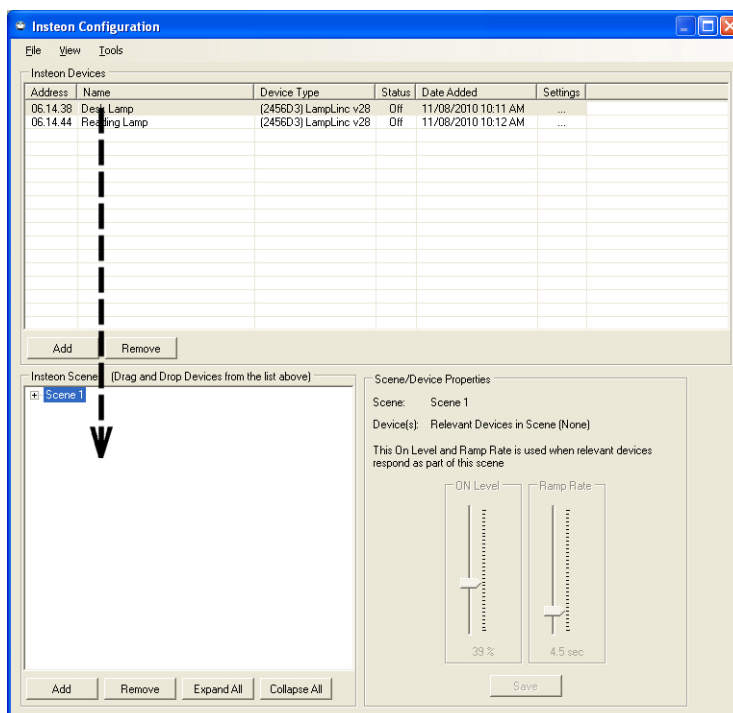 Insteon Configuration
File View Tools
Insteon Devices
Address Name Device Type Status Date Added Settings
06.14.38 Desk Lamp (2456D3) LampLinc v28 Off 11/08/2010 10:11 AM ...
06.14.44 Reading Lamp (2456D3) LampLinc v28 Off 11/08/2010 10:12 AM ...
Add Remove
Insteon Scene (Drag and Drop Devices from the list above)
Scene 1
Scene/Device Properties
Scene: Scene 1
Device(s): Relevant Devices in Scene (None)
This On Level and Ramp Rate is used when relevant devices
respond as part of this scene
ON Level Ramp Rate
39 % 4.5 sec
Save
Add Remove Expand All Collapse All